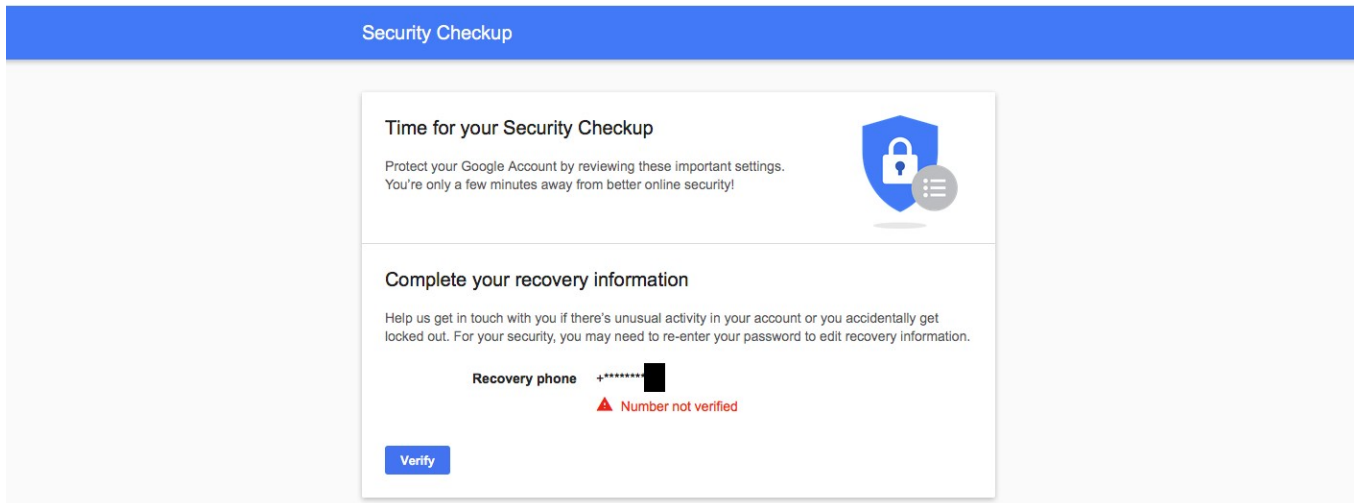 Security Checkup
Time for your Security Checkup
Protect your Google Account by reviewing these important settings.
You're only a few minutes away from better online security!
Complete your recovery information
Help us get in touch with you if there's unusual activity in your account or you accidentally get
locked out. For your security, you may need to re-enter your password to edit recovery information.
Recovery phone +********
Number not verified
Verify